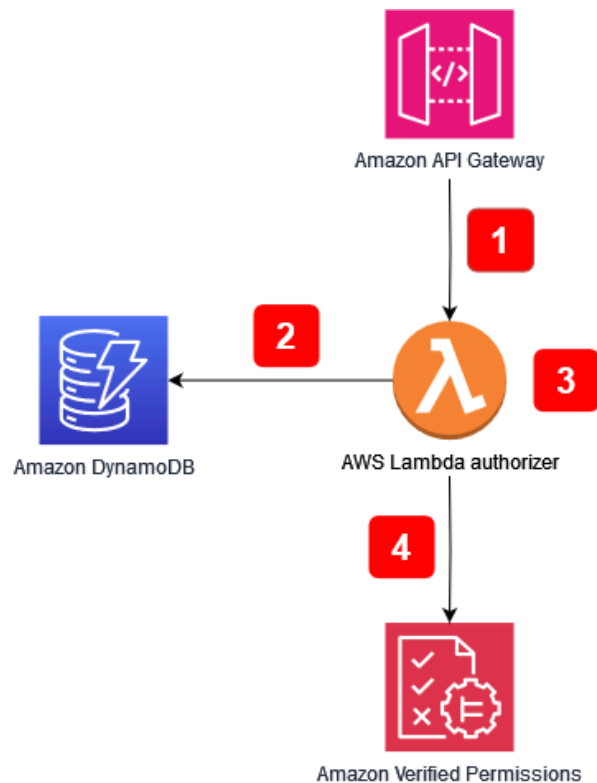 </>
Amazon API Gateway
1
2
3
Amazon DynamoDB
AWS Lambda authorizer
4
Amazon Verified Permissions